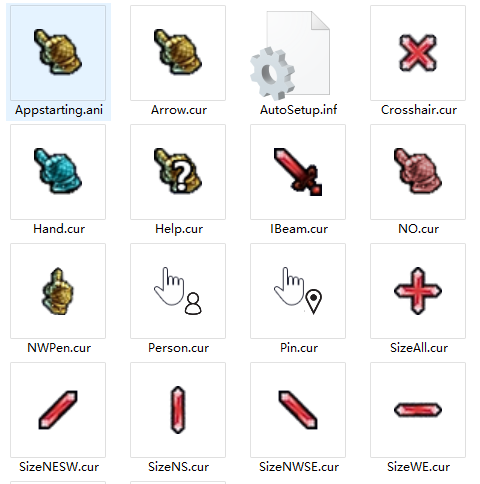 Appstarting.ani
Arrow.cur
AutoSetup.inf
Crosshair.cur
Hand.cur
Help.cur
IBeam.cur
NO.cur
NWPen.cur
Person.cur
Pin.cur
SizeAll.cur
SizeNESW.cur
SizeNS.cur
SizeNWSE.cur
SizeWE.cur